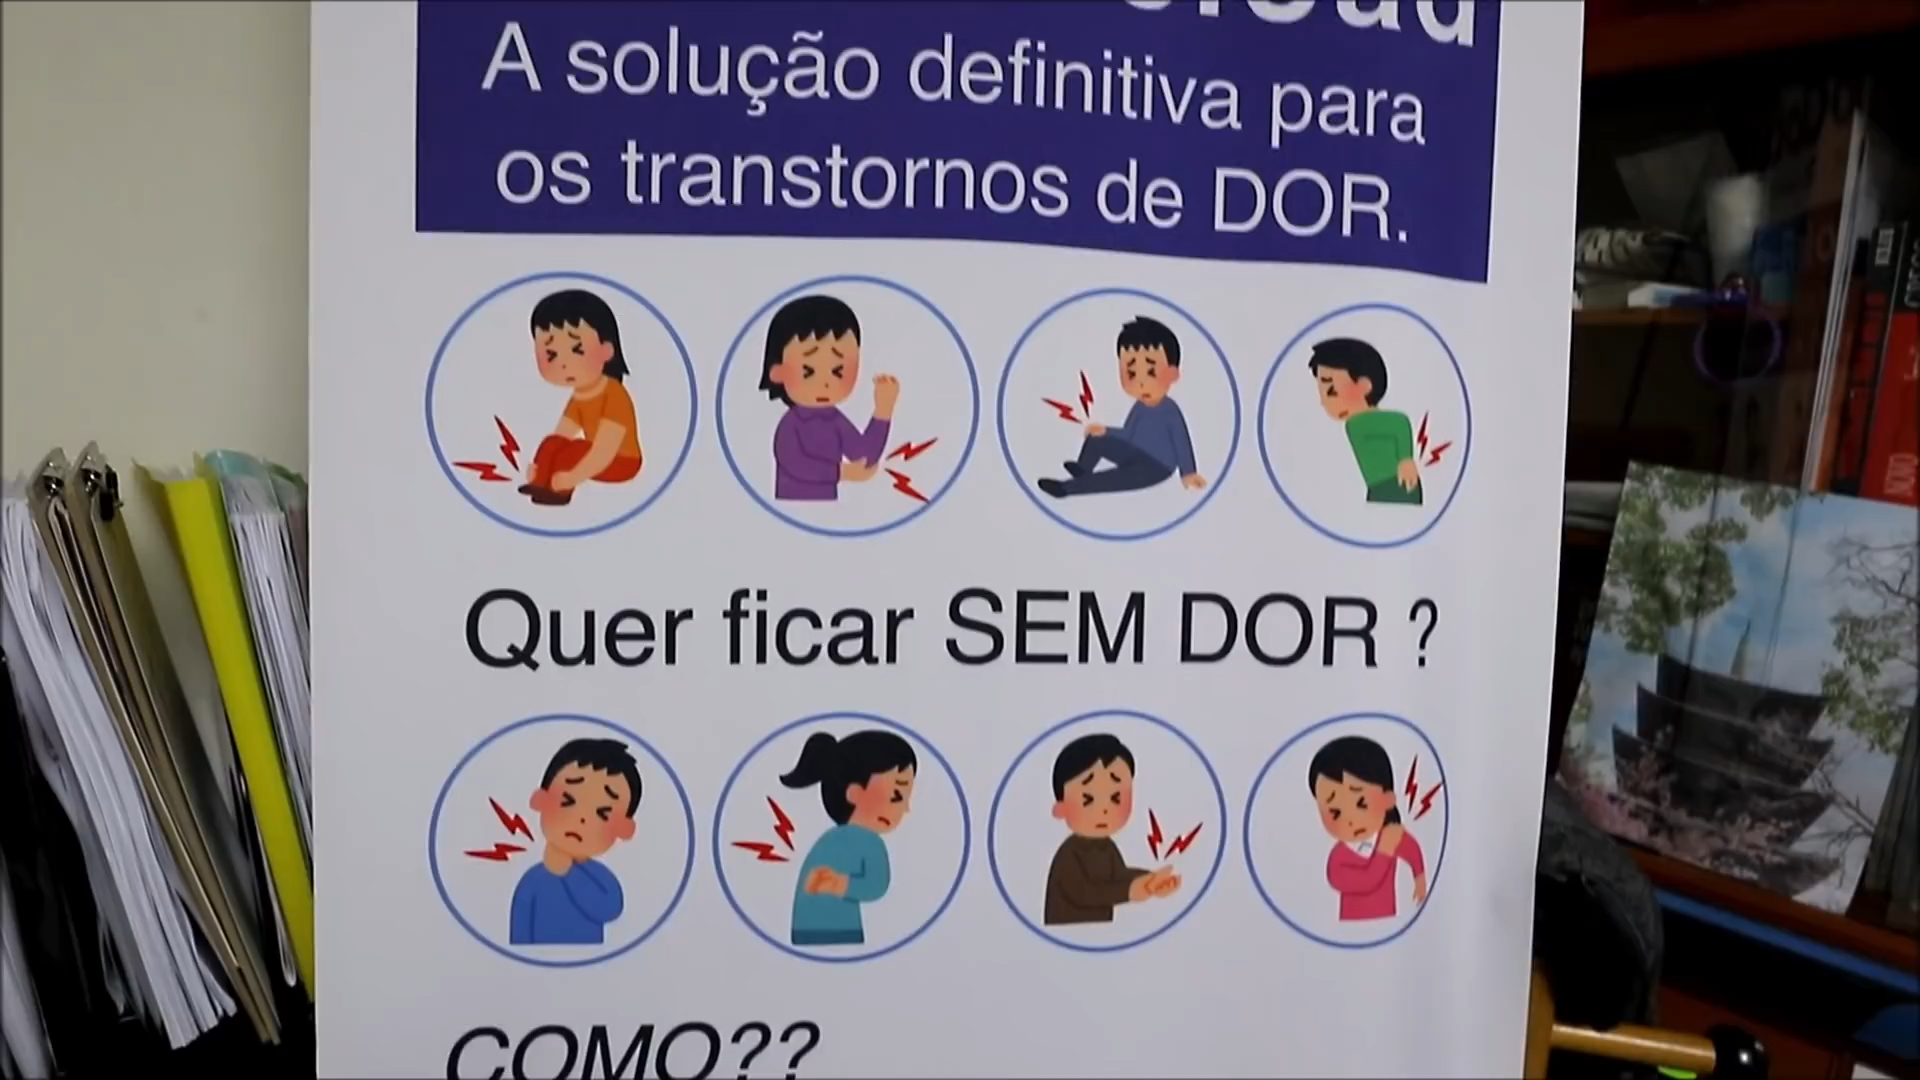 A solução definitiva para
os transtornos de DOR.
Quer ficar SEM DOR ?
COMO??